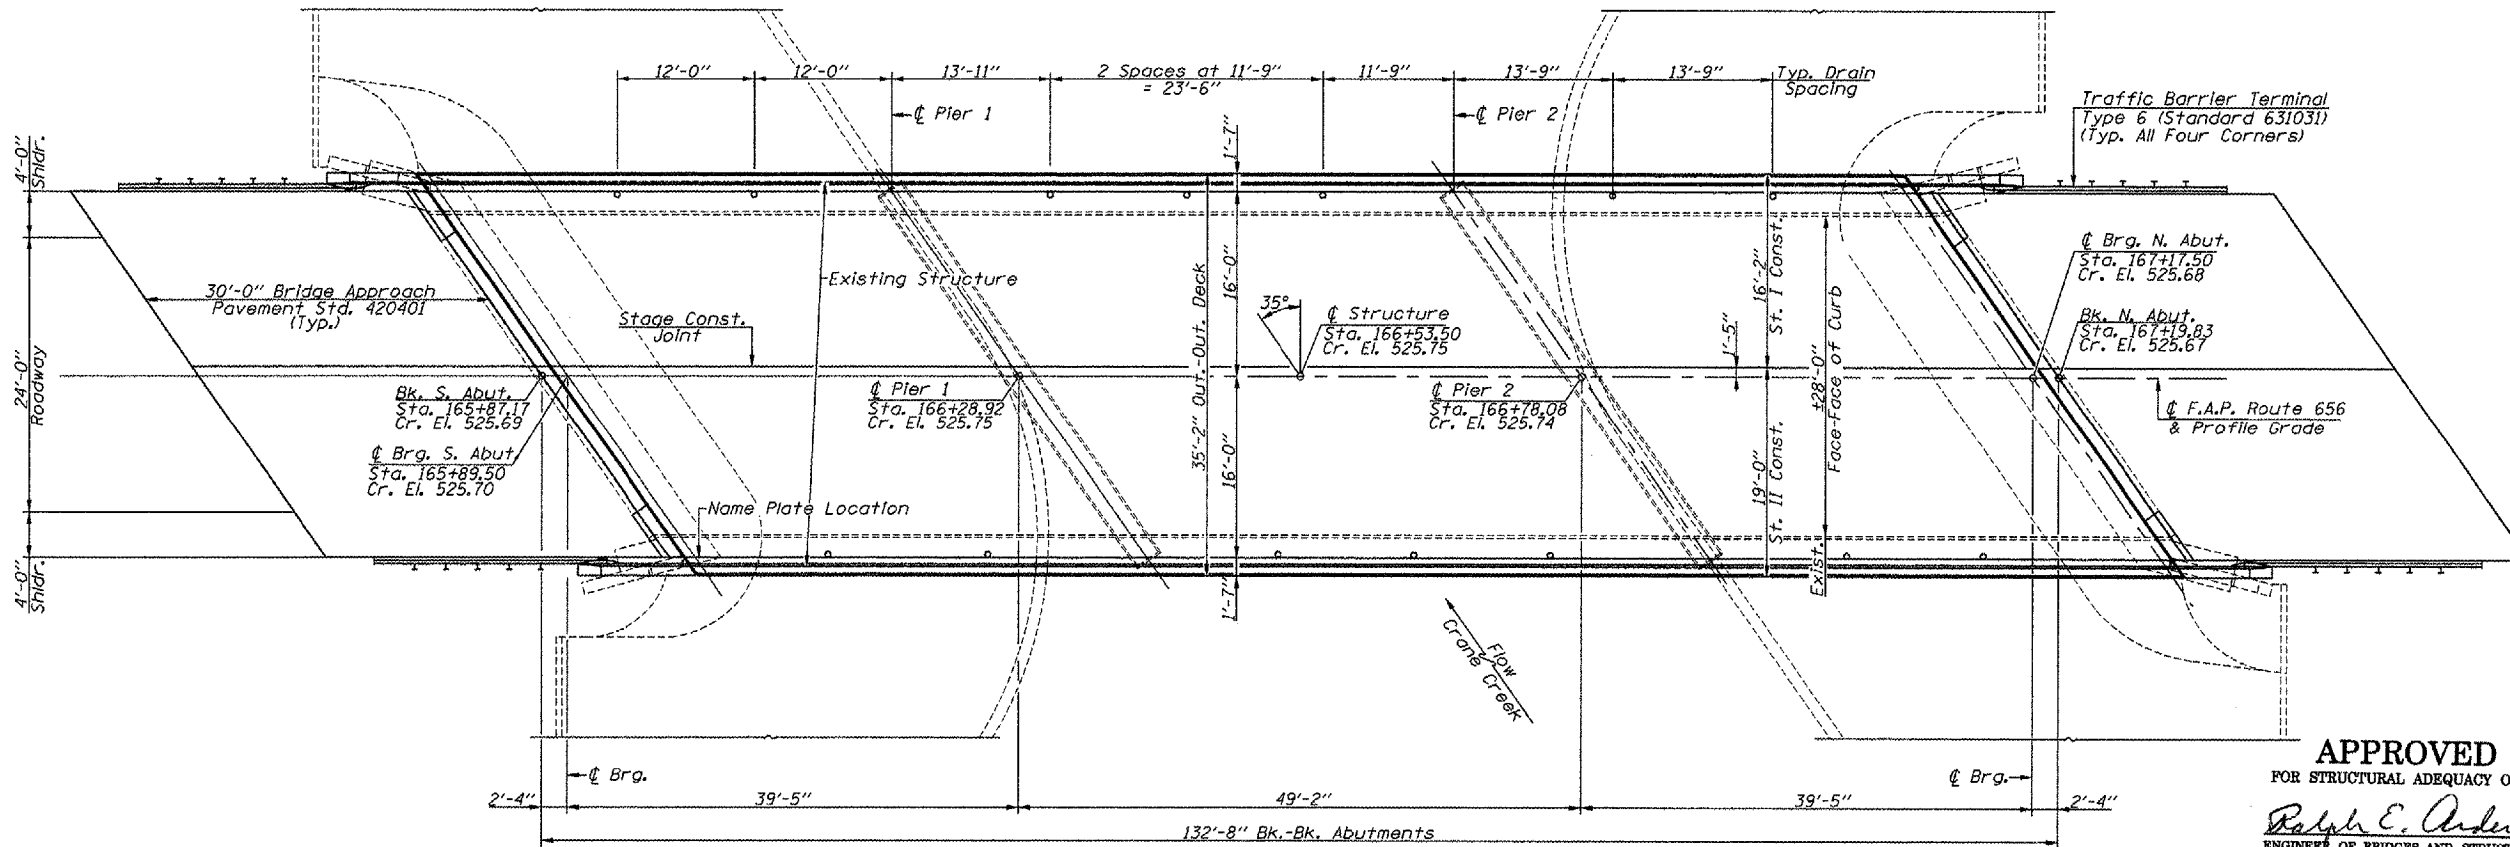 12'-0"
12'-0"
13'-11"
2 Spaces at 11'-9"
= 23'-6"
11'-9"
13'-9"
13'-9"
Typ. Drain
Spacing
℄ Pier 1
℄ Pier 2
Traffic Barrier Terminal
Type 6 (Standard 631031)
(Typ. All Four Corners)
4'-0"
Shldr.
24'-0"
Roadway
4'-0"
Shldr.
1'-7"
16'-0"
35'-2" Out.-Out. Deck
16'-0"
1'-7"
30'-0" Bridge Approach
Pavement Std. 420401
(Typ.)
Existing Structure
Stage Const.
Joint
35°
℄ Structure
Sta. 166+53.50
Cr. El. 525.75
16'-2"
St. I Const.
1'-5"
19'-0"
St. II Const.
Exist. ±28'-0"
Face-Face of Curb
℄ Brg. N. Abut.
Sta. 167+17.50
Cr. El. 525.68
Bk. N. Abut.
Sta. 167+19.83
Cr. El. 525.67
Bk. S. Abut.
Sta. 165+87.17
Cr. El. 525.69
℄ Brg. S. Abut.
Sta. 165+89.50
Cr. El. 525.70
℄ Pier 1
Sta. 166+28.92
Cr. El. 525.75
℄ Pier 2
Sta. 166+78.08
Cr. El. 525.74
℄ F.A.P. Route 656
& Profile Grade
Name Plate Location
Flow
Crane Creek
℄ Brg.
℄ Brg.
2'-4"
39'-5"
49'-2"
39'-5"
2'-4"
132'-8" Bk.-Bk. Abutments
APPROVED
FOR STRUCTURAL ADEQUACY O
Ralph E. Ander
ENGINEER OF BRIDGES AND